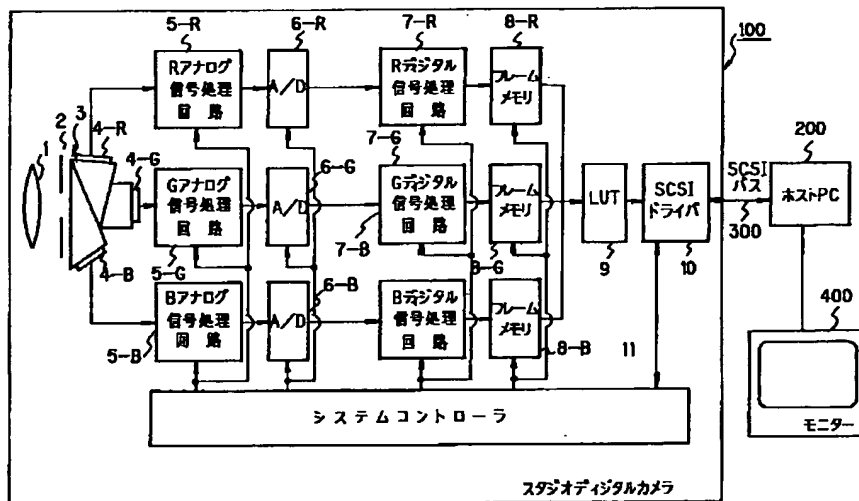 5-R
6-R
7-R
8-R
100
Rアナログ
信号処理
回 路
A/D
Rディジタル
信号処理
回 路
フレーム
メモリ
1
2
3
4-R
4-G
6-G
7-G
200
Gアナログ
信号処理
回 路
A/D
Gディジタル
信号処理
回 路
フレーム
メモリ
LUT
SCSI
ドライバ
SCSI
バス
300
ホストPC
7-B
4-B
5-G
8-G
9
10
6-B
Bアナログ
信号処理
回 路
A/D
Bディジタル
信号処理
回 路
フレーム
メモリ
5-B
8-B
11
400
システムコントローラ
モニター
スタジオディジタルカメラ